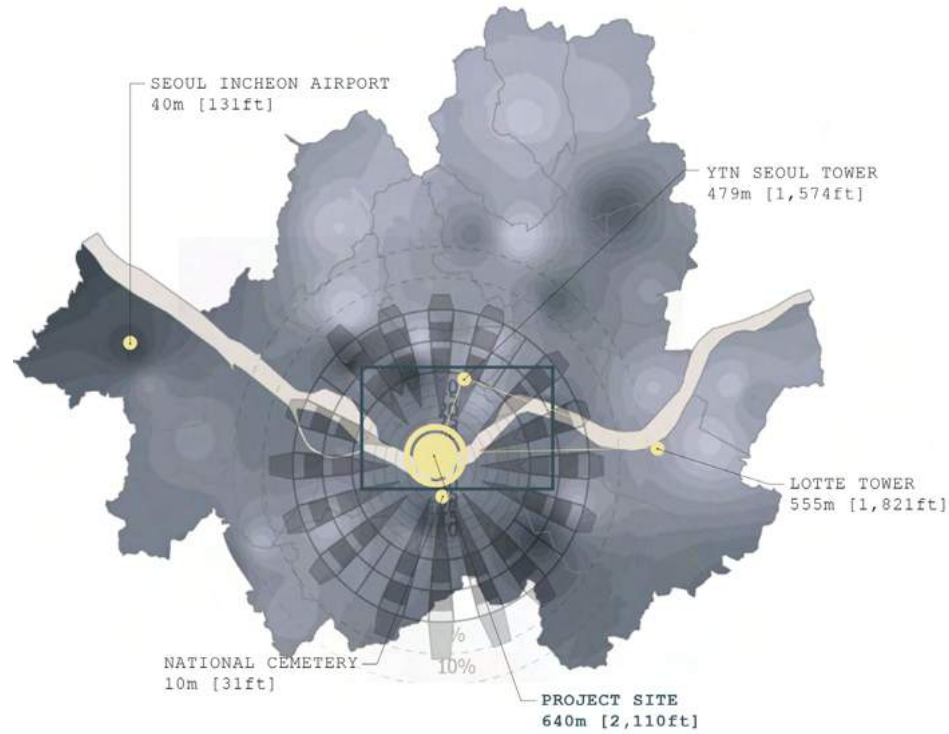 SEOUL INCHEON AIRPORT
40m [131ft]
YTN SEOUL TOWER
479m [1,574ft]
LOTTE TOWER
555m [1,821ft]
%
10%
NATIONAL CEMETERY
10m [31ft]
PROJECT SITE
640m [2,110ft]